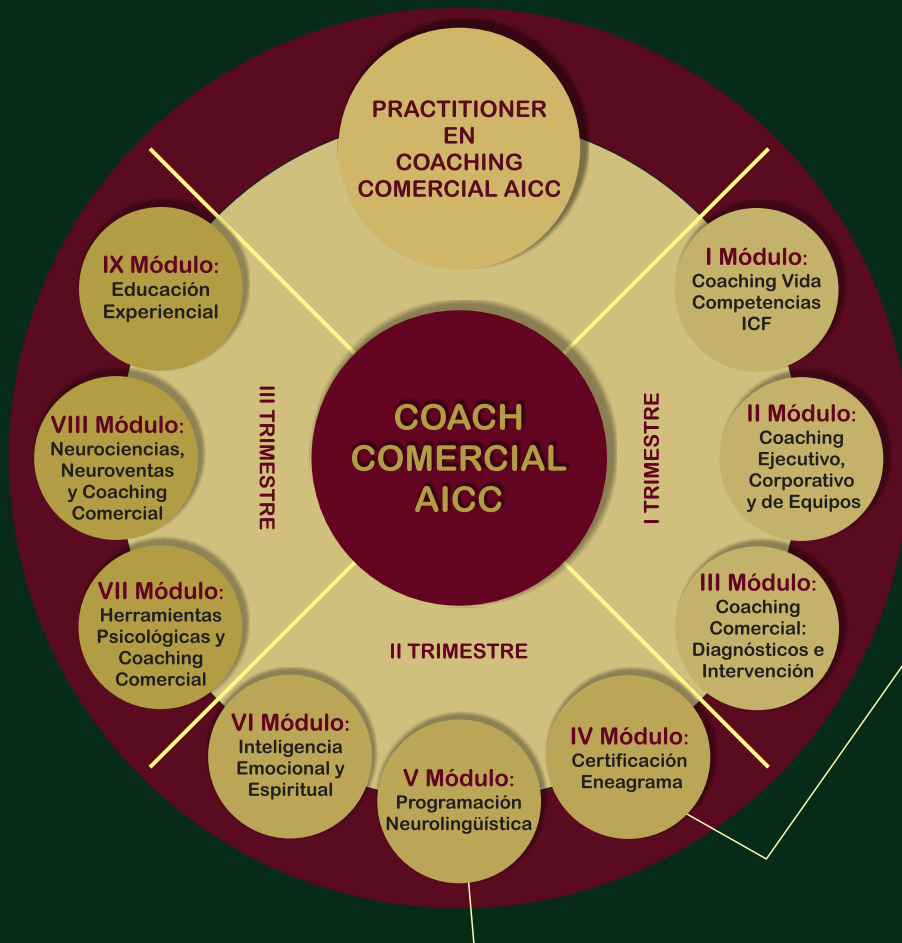 PRACTITIONER
EN
COACHING
COMERCIAL AICC
I Módulo:
Coaching Vida
Competencias
ICF
II Módulo:
Coaching
Ejecutivo,
Corporativo
y de Equipos
III Módulo:
Coaching
Comercial:
Diagnósticos e
Intervención
IV Módulo:
Certificación
Eneagrama
V Módulo:
Programación
Neurolingüística
VI Módulo:
Inteligencia
Emocional y
Espiritual
VII Módulo:
Herramientas
Psicológicas y
Coaching
Comercial
VIII Módulo:
Neurociencias,
Neuroventas
y Coaching
Comercial
IX Módulo:
Educación
Experiencial
I TRIMESTRE
II TRIMESTRE
III TRIMESTRE
COACH
COMERCIAL
AICC